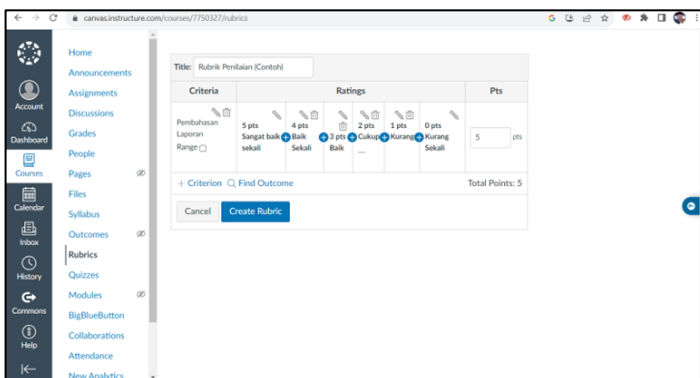 canvas.instructure.com/courses/7750327/rubrics
Account
Dashboard
Courses
Calendar
Inbox
History
Commons
Help
Home
Announcements
Assignments
Discussions
Grades
People
Pages
Files
Syllabus
Outcomes
Rubrics
Quizzes
Modules
BigBlueButton
Collaborations
Attendance
New Analytics
Title: Rubrik Penilaian (Contoh)
Criteria Ratings Pts
Pembahasan
Laporan
Range
5 pts
Sangat baik
sekali
4 pts
Baik
Sekali
3 pts
Baik
2 pts
Cukup
...
1 pts
Kurang
0 pts
Kurang
Sekali
5 pts
+ Criterion Find Outcome Total Points: 5
Cancel Create Rubric